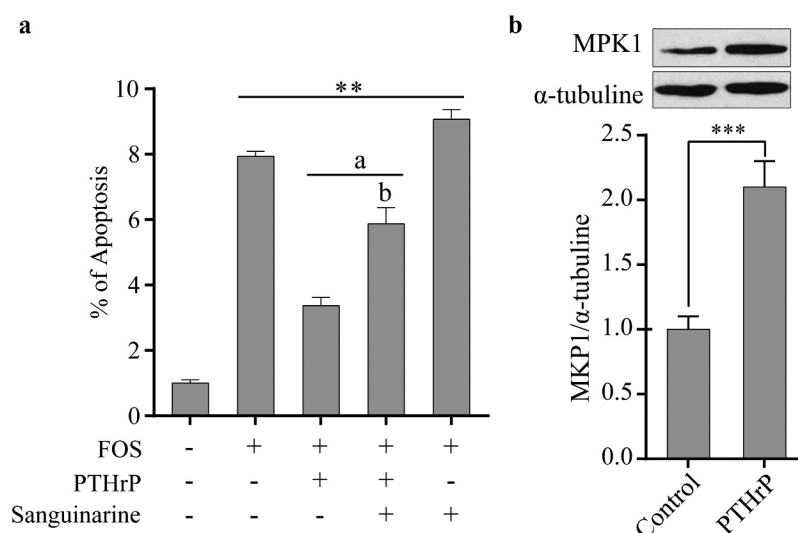 a
% of Apoptosis
10
8
6
4
2
0
**
a
b
FOS - + + + +
PTHrP - - + + -
Sanguinarine - - - + +
b
MPK1
α-tubuline
MKP1/α-tubuline
2.5
2.0
1.5
1.0
0.5
0.0
***
Control PTHrP